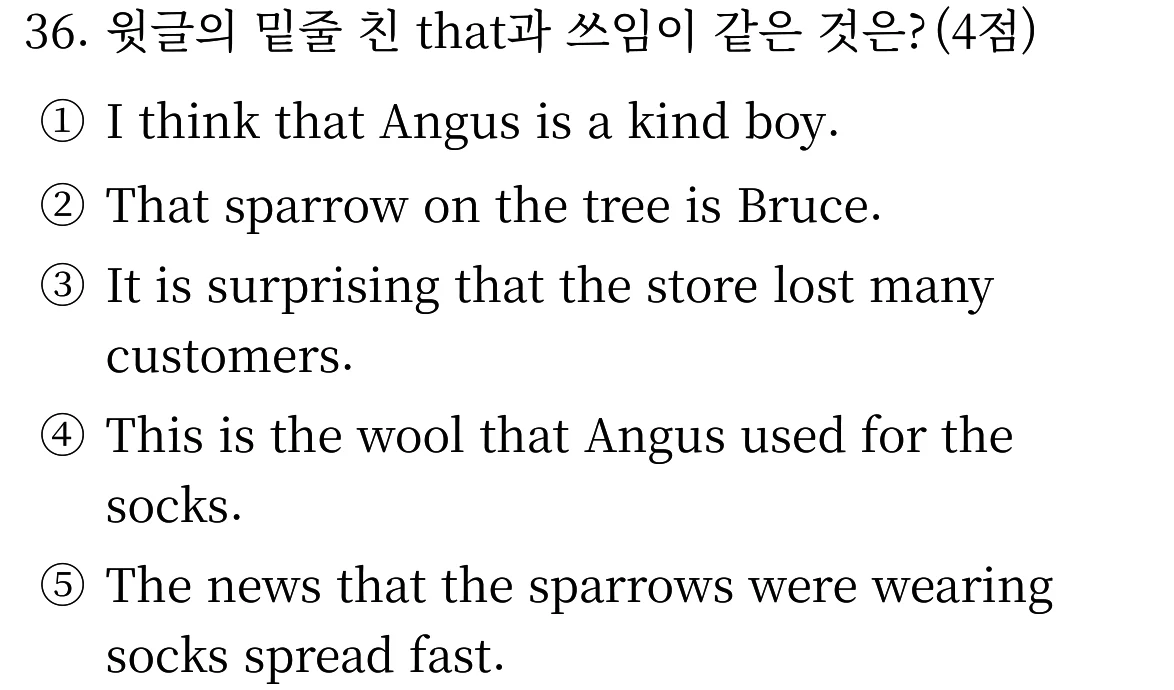 36. 윗글의 밑줄 친 that과 쓰임이 같은 것은? (4점)
① I think that Angus is a kind boy.
② That sparrow on the tree is Bruce.
③ It is surprising that the store lost many
customers.
④ This is the wool that Angus used for the
socks.
⑤ The news that the sparrows were wearing
socks spread fast.